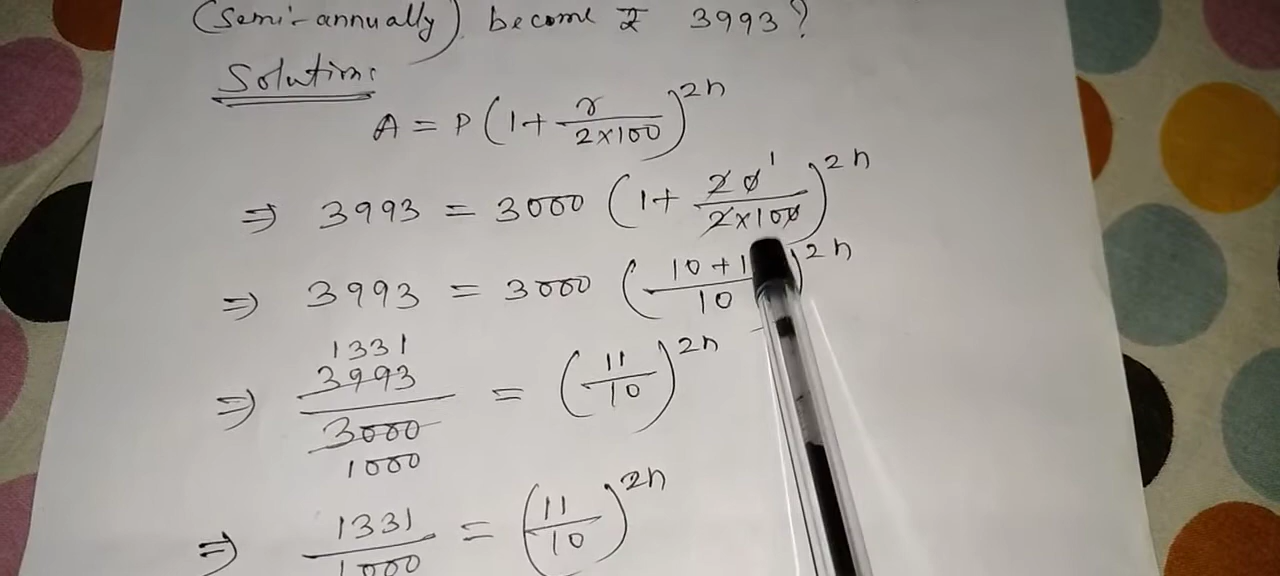 (Semi-annually) become ₹ 3993?
Solution:
A = P(1 + r/(2×100))^2n
⇒ 3993 = 3000 (1 + 20/(2×100))^2n
1
⇒ 3993 = 3000 ((10+1)/10)^2n
1331
⇒ 3993/3000 = (11/10)^2n
1000
⇒ 1331/1000 = (11/10)^2n